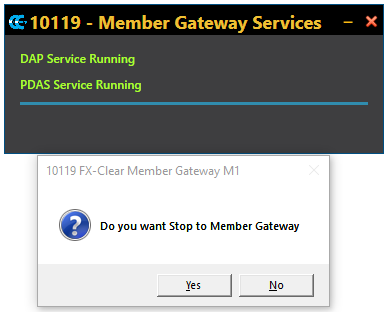 10119 - Member Gateway Services
DAP Service Running
PDAS Service Running
10119 FX-Clear Member Gateway M1
Do you want Stop to Member Gateway
Yes
No